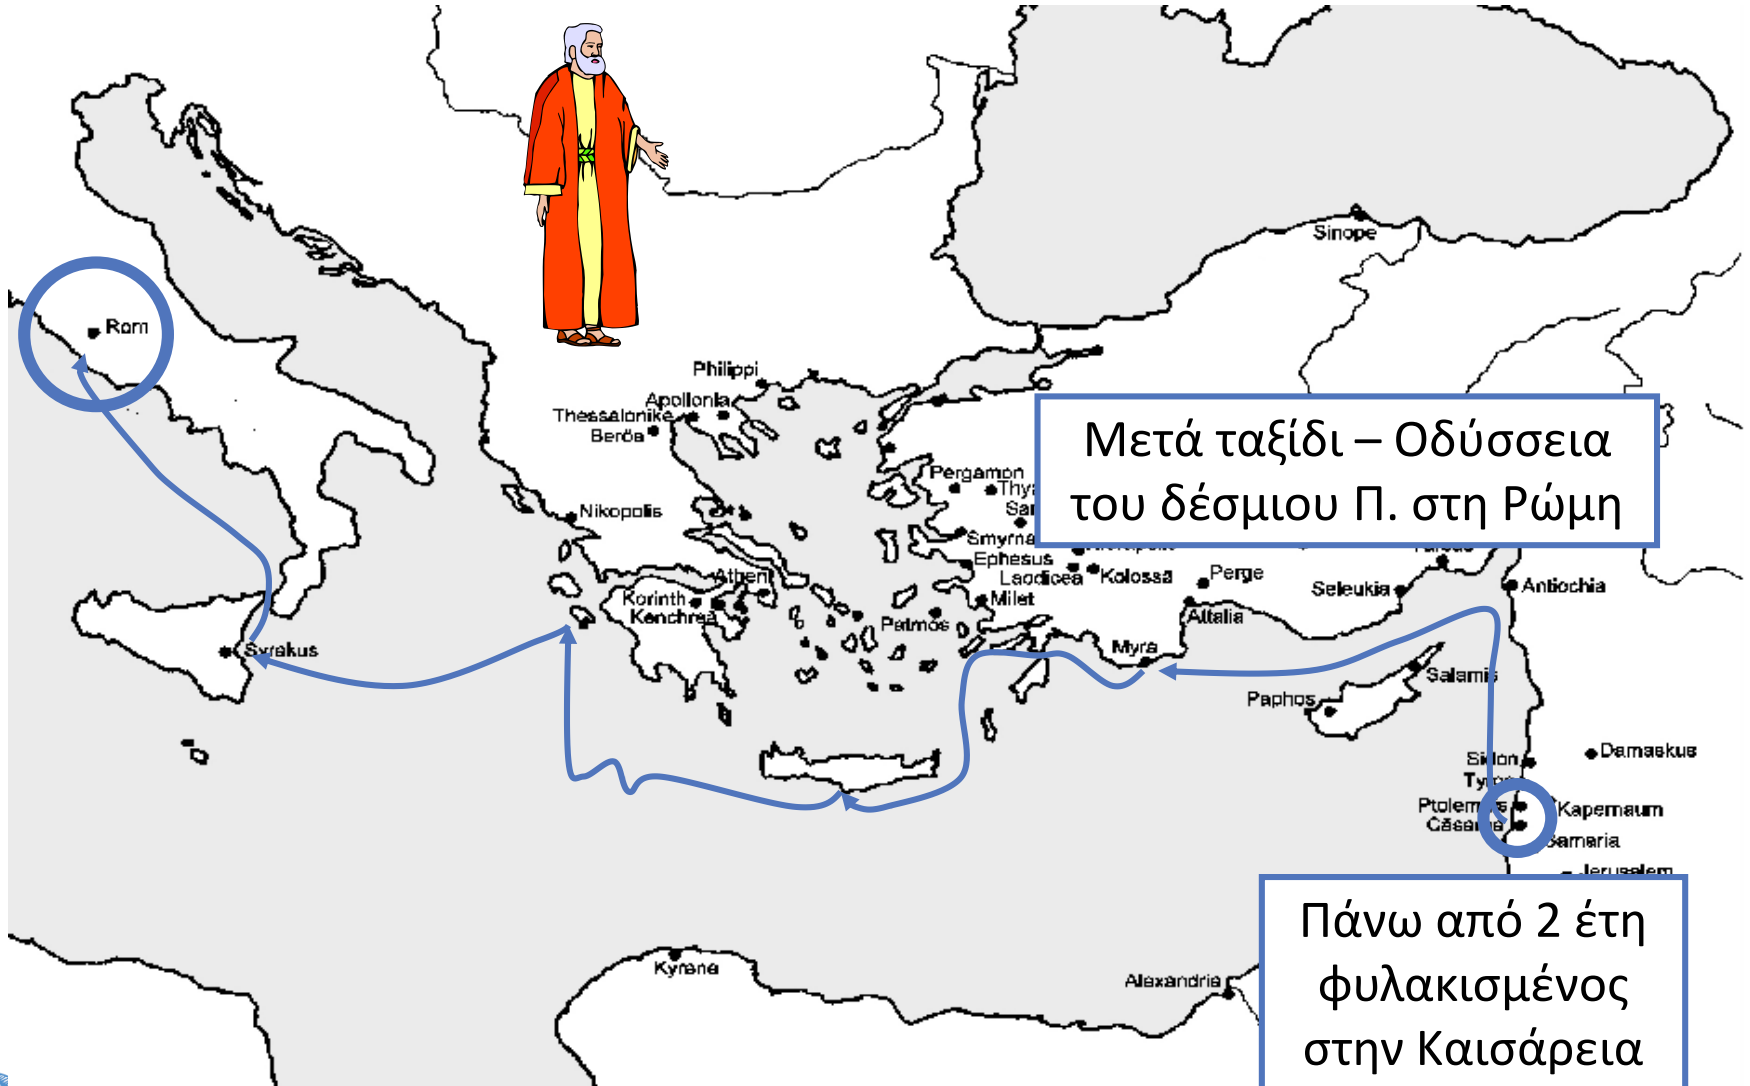 Sinope
Rom
Philippi
Apollonia
Thessalonike
Beröa
Μετά ταξίδι – Οδύσσεια
του δέσμιου Π. στη Ρώμη
Pergamon
Nikopolis
Smyrna
Ephesus
Laodicea
Kolossä
Perge
Seleukia
Antiochia
Korinth
Kenchrea
Milet
Attalia
Patmos
Syrakus
Myra
Salamis
Paphos
Damaskus
Sidon
Kapernaum
Samaria
Jerusalem
Kyrene
Alexandria
Πάνω από 2 έτη
φυλακισμένος
στην Καισάρεια